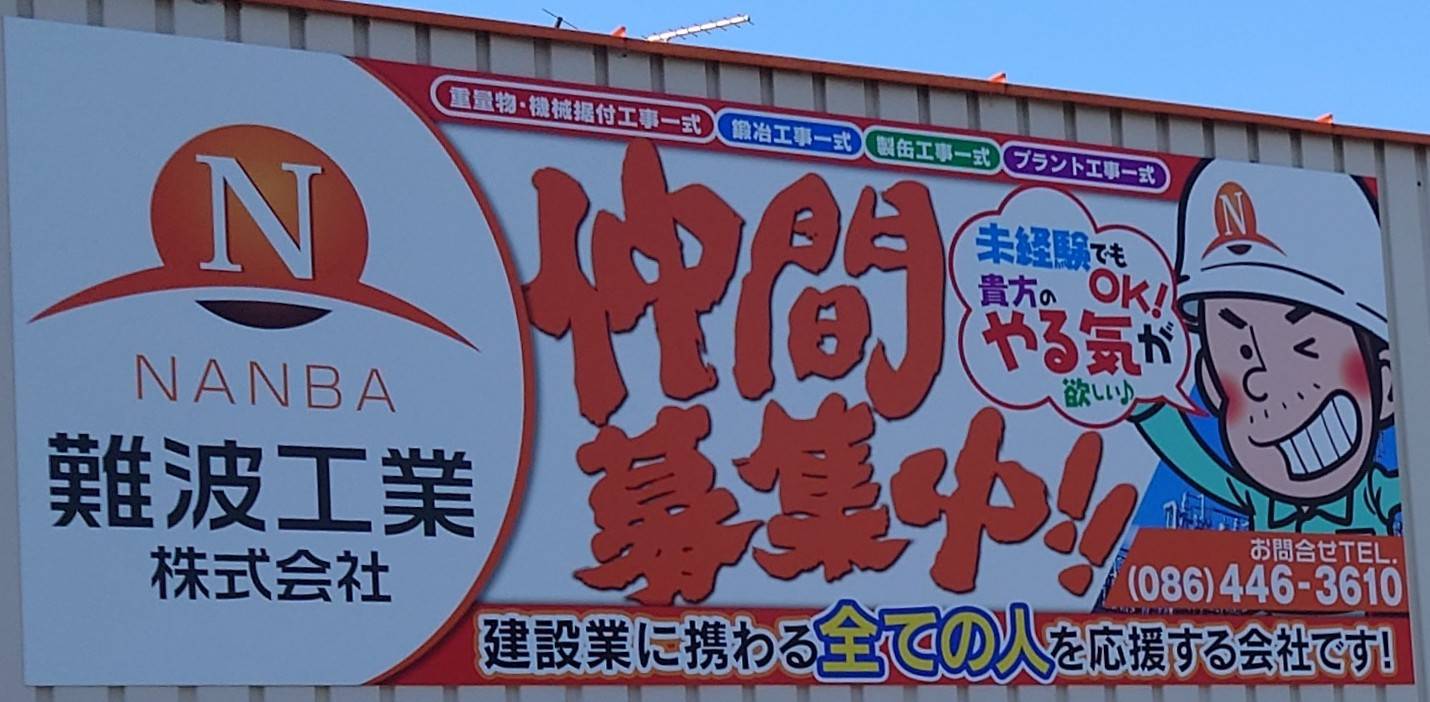 N
NANBA
難波工業
株式会社
重量物・機械据付工事一式
鍛冶工事一式
製缶工事一式
プラント工事一式
仲間
募集中!!
未経験でも
OK!
貴方の
やる気が
欲しい♪
N
お問合せTEL.
(086)446-3610
建設業に携わる全ての人を応援する会社です!